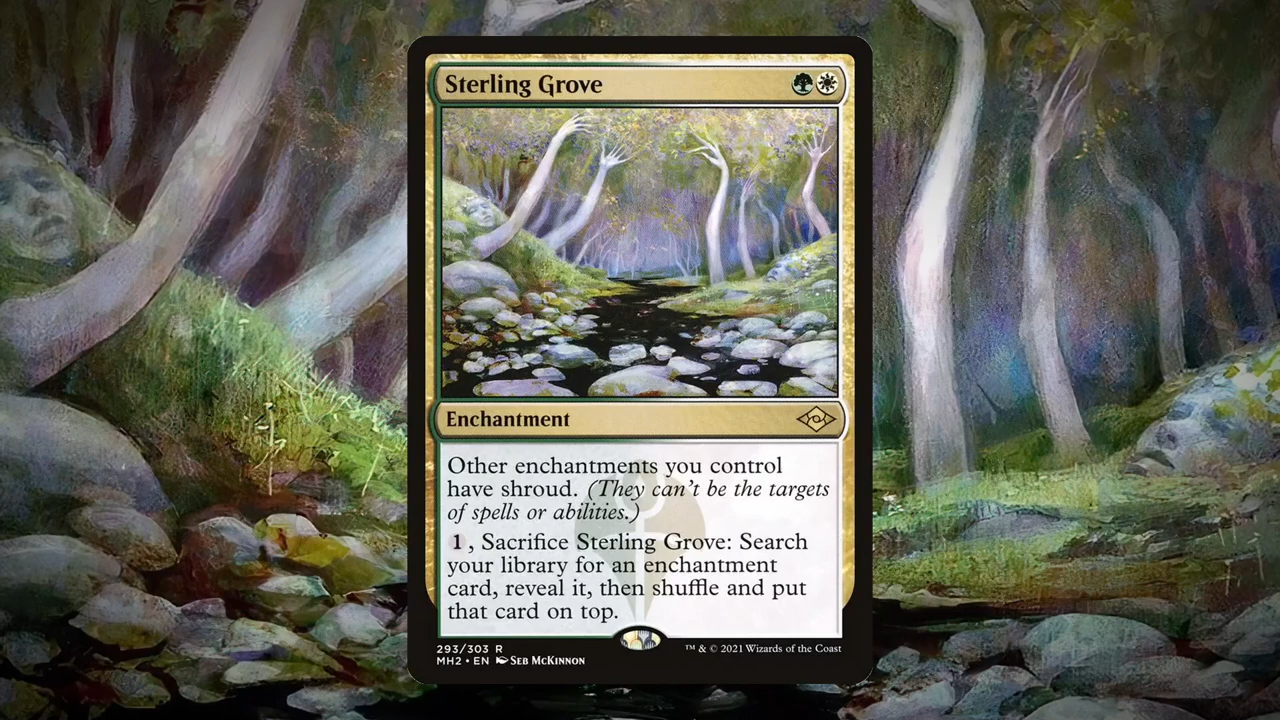 Sterling Grove
Enchantment
Other enchantments you control
have shroud. (They can't be the targets
of spells or abilities.)
1, Sacrifice Sterling Grove: Search
your library for an enchantment
card, reveal it, then shuffle and put
that card on top.
293/303 R
MH2 • EN Seb McKinnon
™ & © 2021 Wizards of the Coast